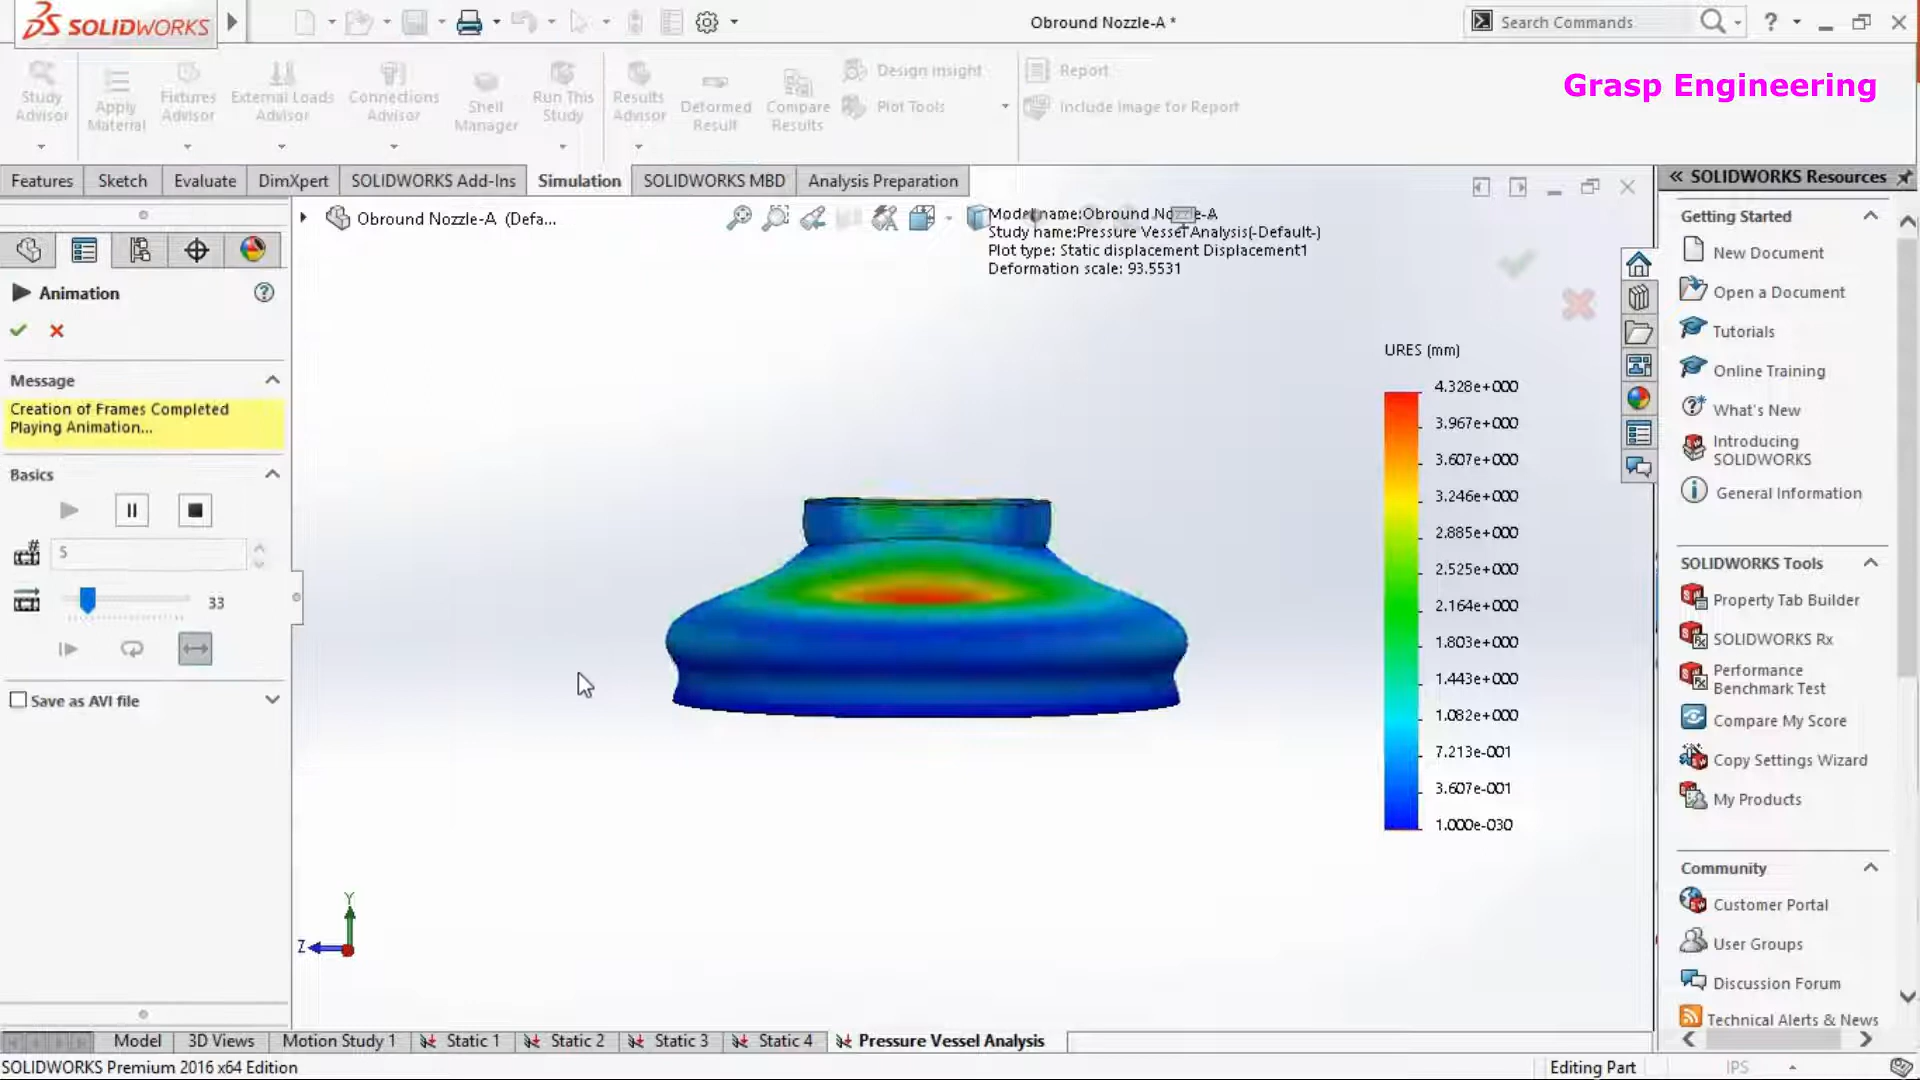 SOLIDWORKS
Obround Nozzle-A *
Search Commands
?
Grasp Engineering
Study Advisor
Apply Material
Fixtures Advisor
External Loads Advisor
Connections Advisor
Shell Manager
Run This Study
Results Advisor
Deformed Result
Compare Results
Design Insight
Plot Tools
Report
Include Image for Report
Features
Sketch
Evaluate
DimXpert
SOLIDWORKS Add-Ins
Simulation
SOLIDWORKS MBD
Analysis Preparation
Obround Nozzle-A (Defa...
Animation
Message
Creation of Frames Completed
Playing Animation...
Basics
5
33
Save as AVI file
Model name:Obround Nozzle-A
Study name:Pressure Vessel Analysis(-Default-)
Plot type: Static displacement Displacement1
Deformation scale: 93.5531
URES (mm)
4.328e+000
3.967e+000
3.607e+000
3.246e+000
2.885e+000
2.525e+000
2.164e+000
1.803e+000
1.443e+000
1.082e+000
7.213e-001
3.607e-001
1.000e-030
Y
Z
SOLIDWORKS Resources
Getting Started
New Document
Open a Document
Tutorials
Online Training
What's New
Introducing
SOLIDWORKS
General Information
SOLIDWORKS Tools
Property Tab Builder
SOLIDWORKS Rx
Performance
Benchmark Test
Compare My Score
Copy Settings Wizard
My Products
Community
Customer Portal
User Groups
Discussion Forum
Technical Alerts & News
Model
3D Views
Motion Study 1
Static 1
Static 2
Static 3
Static 4
Pressure Vessel Analysis
SOLIDWORKS Premium 2016 x64 Edition
Editing Part
IPS